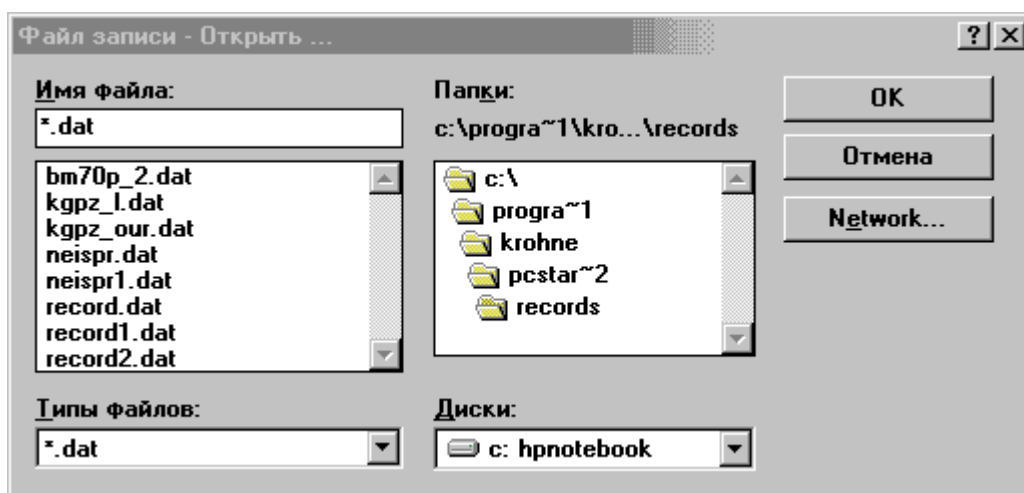 Файл записи - Открыть ...
Имя файла:
*.dat
bm70p_2.dat
kgpz_l.dat
kgpz_our.dat
neispr.dat
neispr1.dat
record.dat
record1.dat
record2.dat
Типы файлов:
*.dat
Папки:
c:\progra~1\kro...\records
c:\
progra~1
krohne
pcstar~2
records
Диски:
c: hpnotebook
OK
Отмена
Network...